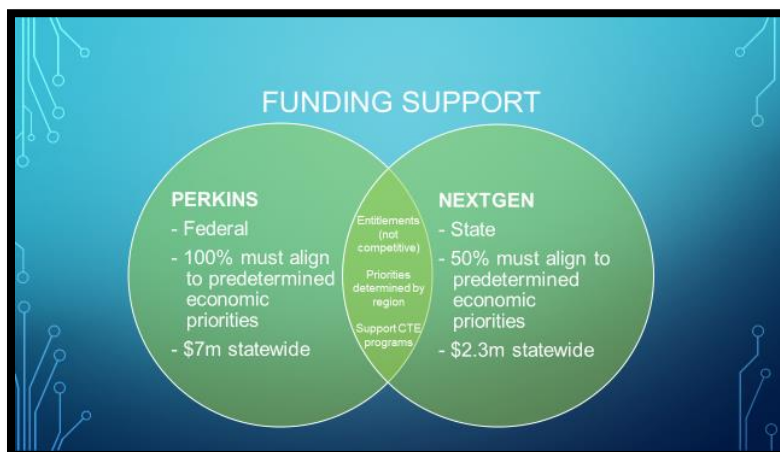 FUNDING SUPPORT
PERKINS
- Federal
- 100% must align
to predetermined
economic
priorities
- $7m statewide
Entitlements
(not
competitive)
Priorities
determined by
region
Support CTE
programs
NEXTGEN
- State
- 50% must align to
predetermined
economic
priorities
- $2.3m statewide